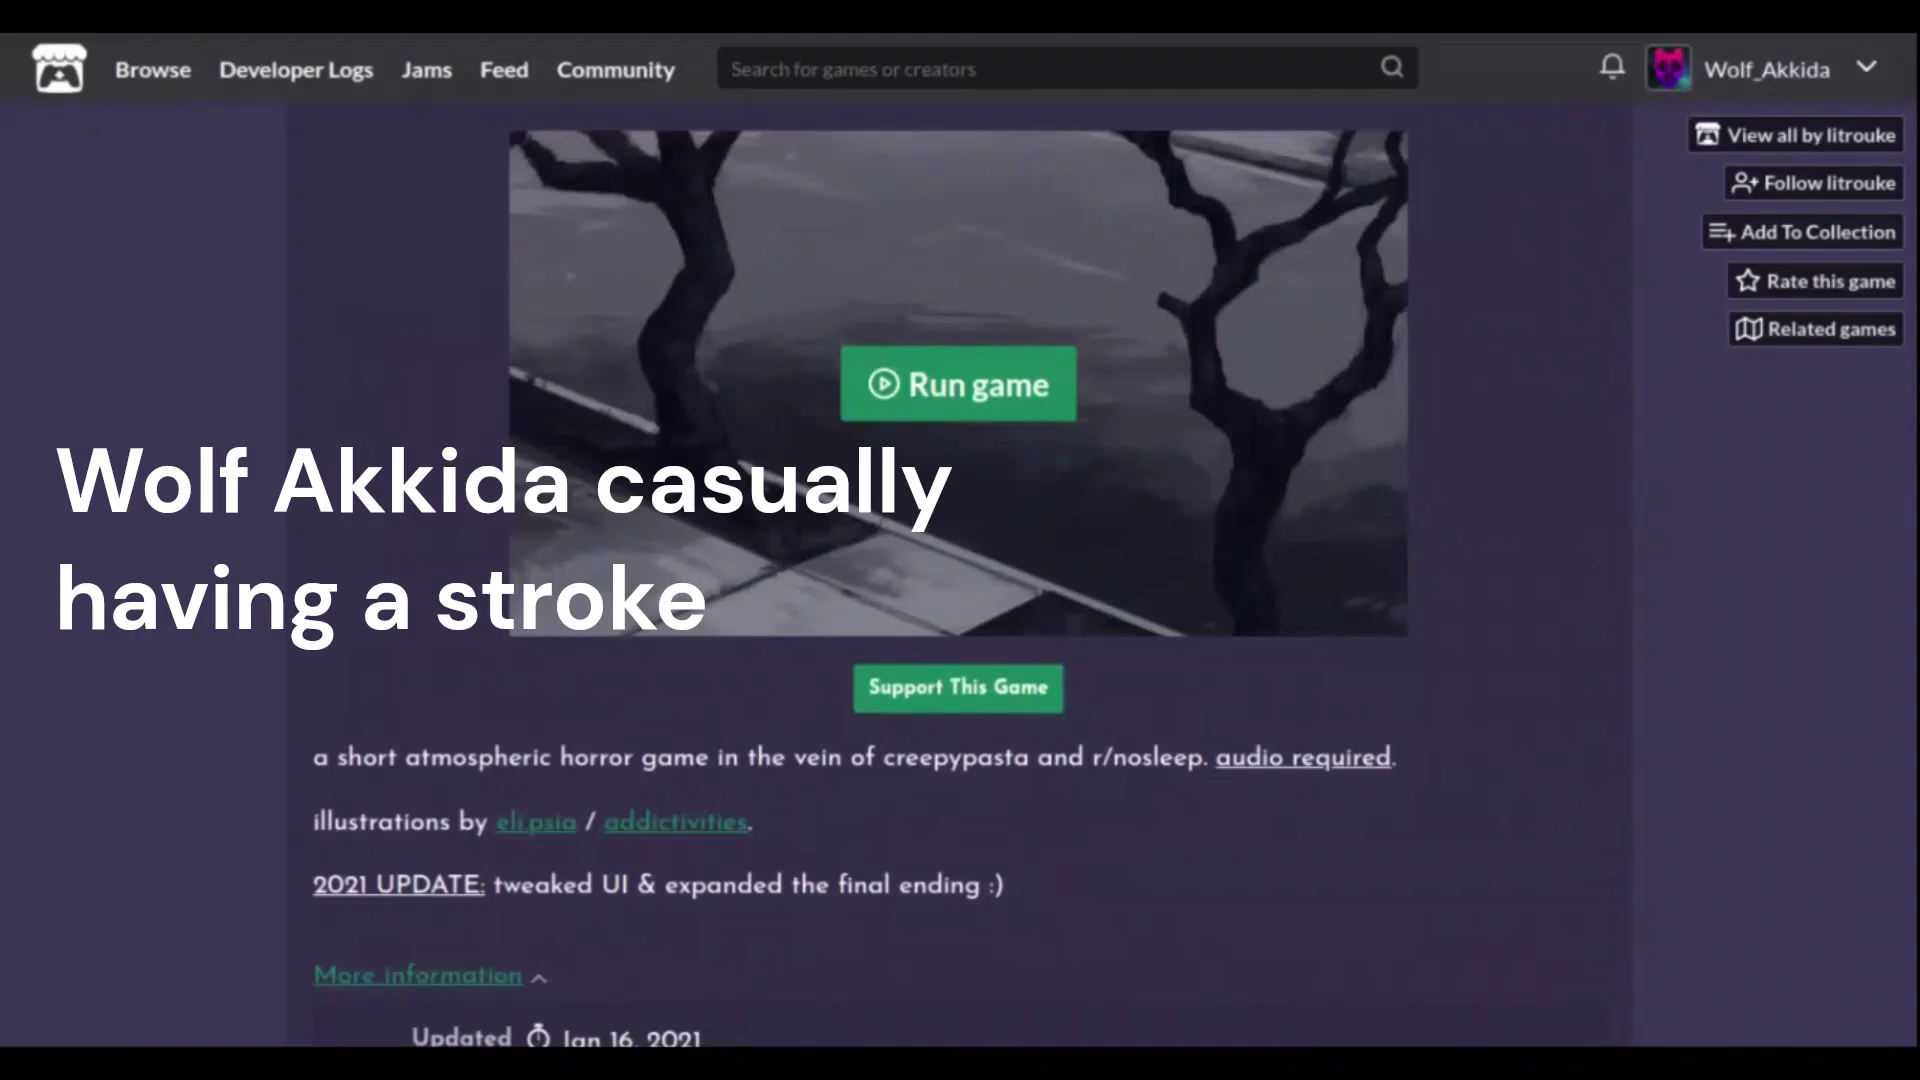 Browse Developer Logs Jams Feed Community Search for games or creators Wolf_Akkida
View all by litrouke
Follow litrouke
Add To Collection
Rate this game
Related games
Run game
Wolf Akkida casually
having a stroke
Support This Game
a short atmospheric horror game in the vein of creepypasta and r/nosleep. audio required.
illustrations by eli.psia / addictivities.
2021 UPDATE: tweaked UI & expanded the final ending :)
More information
Updated Jan 16, 2021